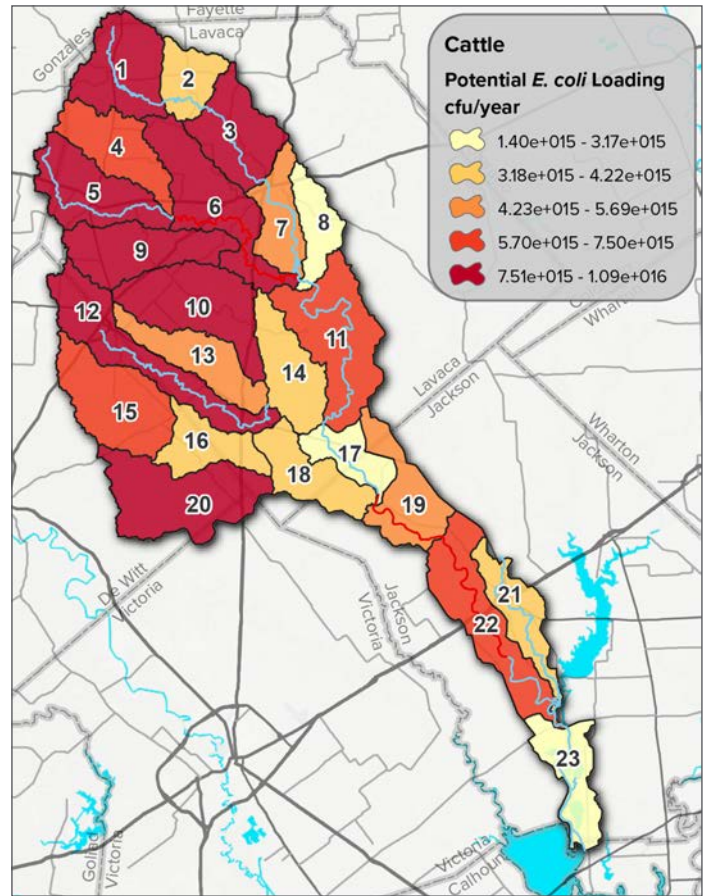 Fayette
Lavaca
Gonzales
Cattle
Potential E. coli Loading
cfu/year
1.40e+015 - 3.17e+015
3.18e+015 - 4.22e+015
4.23e+015 - 5.69e+015
5.70e+015 - 7.50e+015
7.51e+015 - 1.09e+016
1
2
3
4
5
6
7
8
9
10
11
12
13
14
15
16
17
18
19
20
21
22
23
Wharton
Lavaca
Jackson
Wharton
Jackson
De Witt
Victoria
Jackson
Victoria
Goliad
Victoria
Victoria
Calhoun